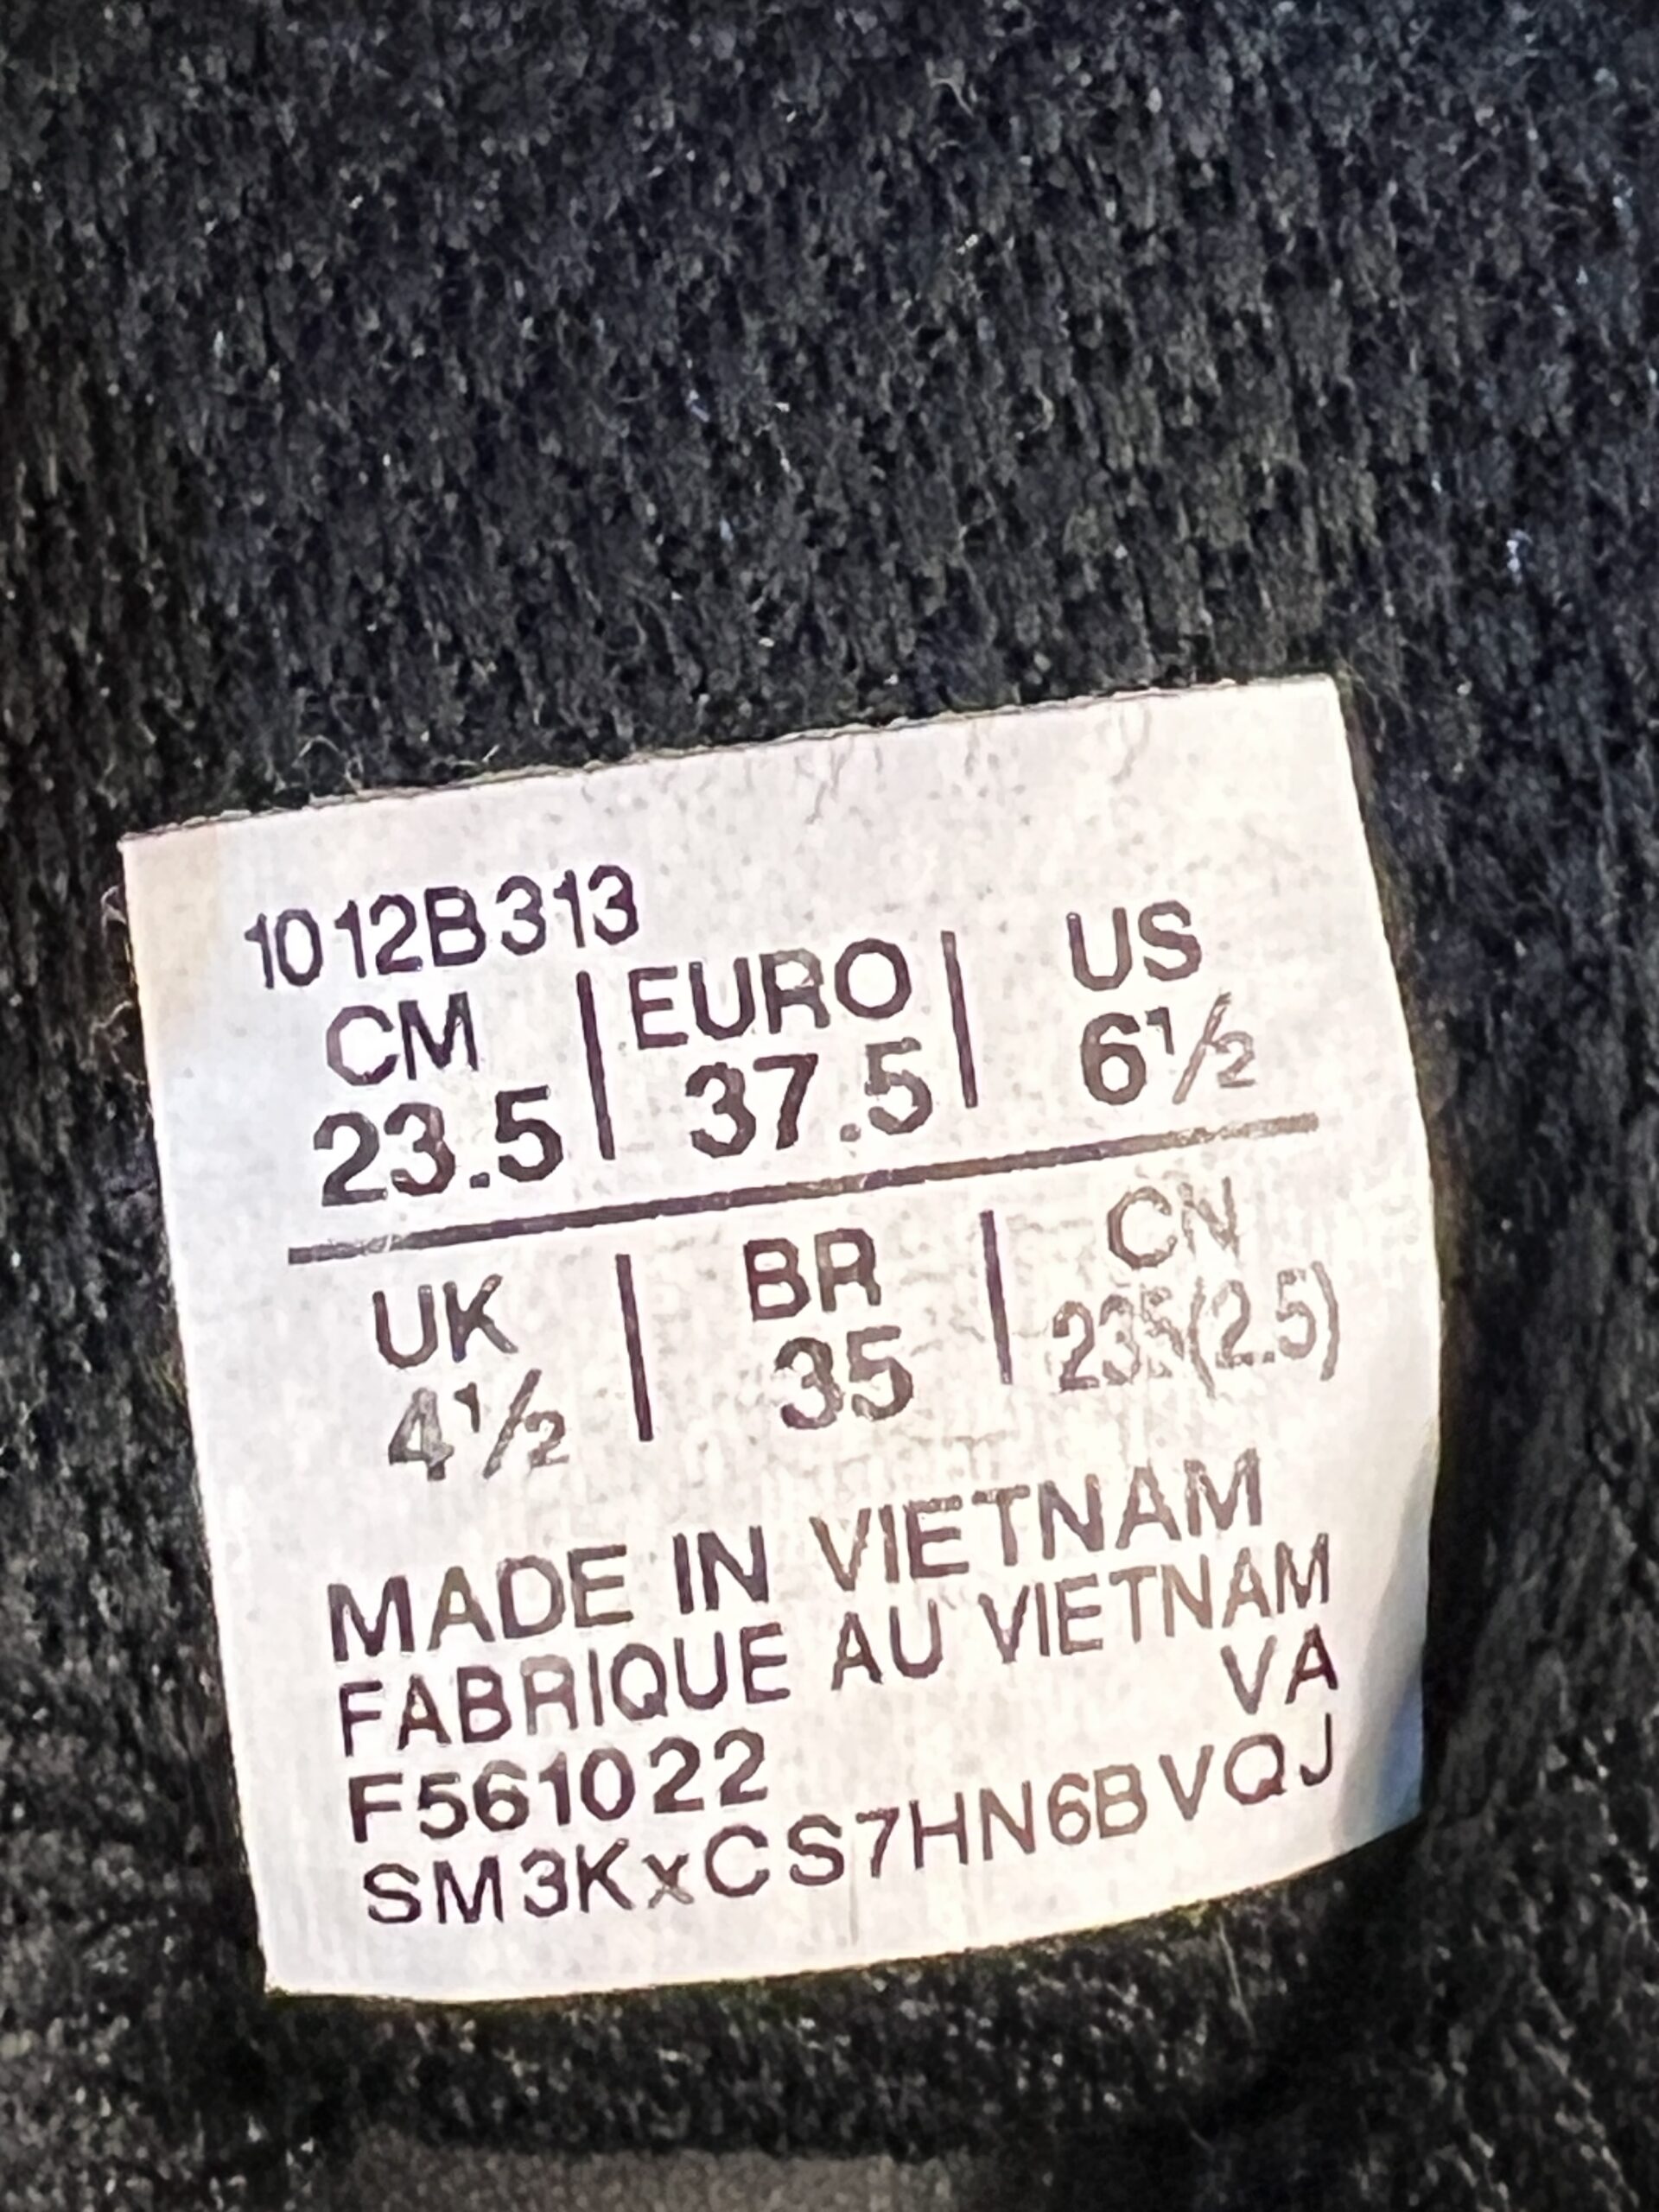 1012B313
CM | EURO | US
23.5 | 37.5 | 6½
UK | BR | CN
4½ | 35 | 235(2.5)
MADE IN VIETNAM
FABRIQUE AU VIETNAM
VA
F561022
SM3KxCS7HN6BVQJ